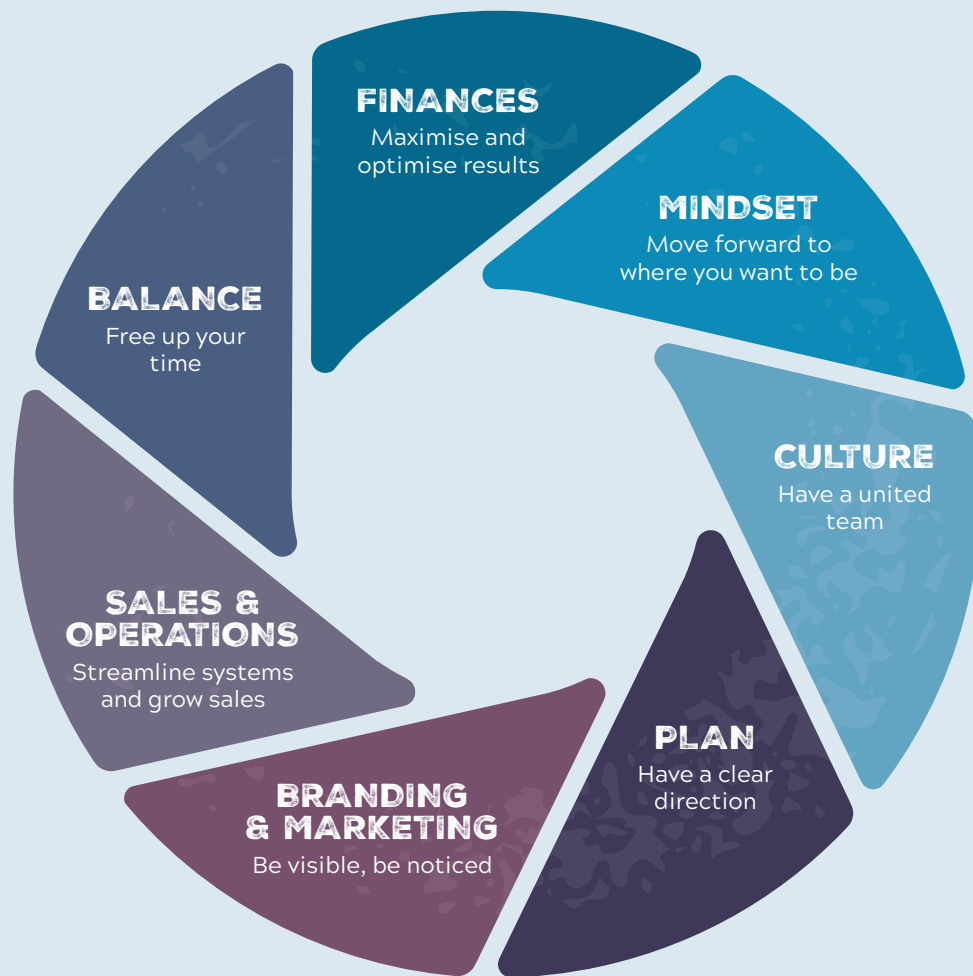 FINANCES
Maximise and
optimise results
MINDSET
Move forward to
where you want to be
CULTURE
Have a united
team
PLAN
Have a clear
direction
BRANDING
& MARKETING
Be visible, be noticed
SALES &
OPERATIONS
Streamline systems
and grow sales
BALANCE
Free up your
time